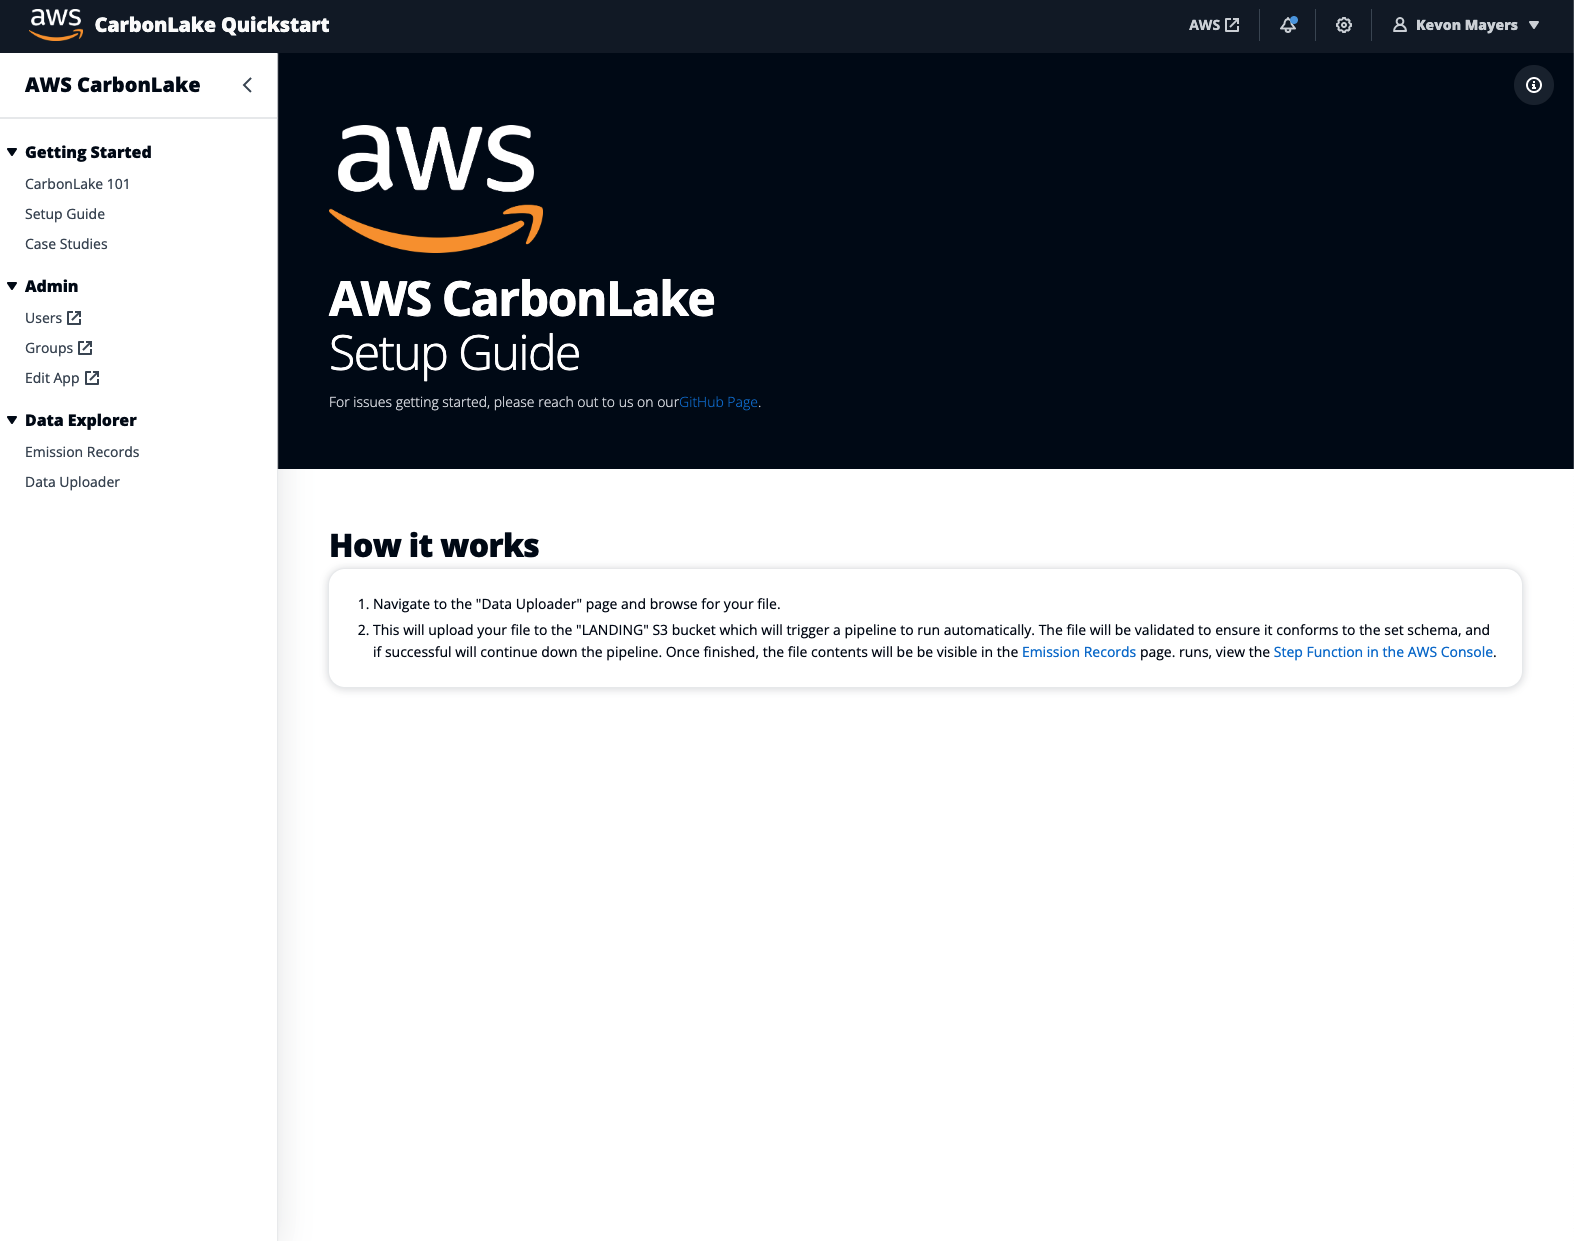 aws CarbonLake Quickstart
AWS
Kevon Mayers
AWS CarbonLake
Getting Started
CarbonLake 101
Setup Guide
Case Studies
Admin
Users
Groups
Edit App
Data Explorer
Emission Records
Data Uploader
aws
AWS CarbonLake
Setup Guide
For issues getting started, please reach out to us on ourGitHub Page.
How it works
1. Navigate to the "Data Uploader" page and browse for your file.
2. This will upload your file to the "LANDING" S3 bucket which will trigger a pipeline to run automatically. The file will be validated to ensure it conforms to the set schema, and
if successful will continue down the pipeline. Once finished, the file contents will be be visible in the Emission Records page. runs, view the Step Function in the AWS Console.